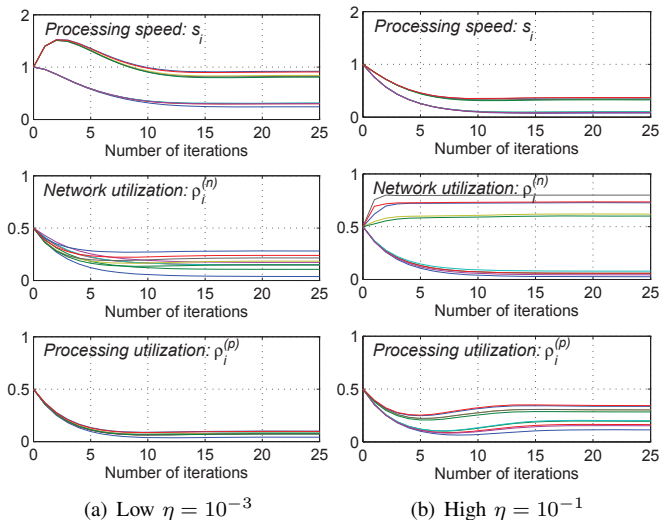 Processing speed: s_i
2
1
0
0 5 10 15 20 25
Number of iterations
Network utilization: ρ_i^(n)
1
0.5
0
0 5 10 15 20 25
Number of iterations
Processing utilization: ρ_i^(p)
1
0.5
0
0 5 10 15 20 25
Number of iterations
(a) Low η = 10^−3
Processing speed: s_i
2
1
0
0 5 10 15 20 25
Number of iterations
Network utilization: ρ_i^(n)
1
0.5
0
0 5 10 15 20 25
Number of iterations
Processing utilization: ρ_i^(p)
1
0.5
0
0 5 10 15 20 25
Number of iterations
(b) High η = 10^−1